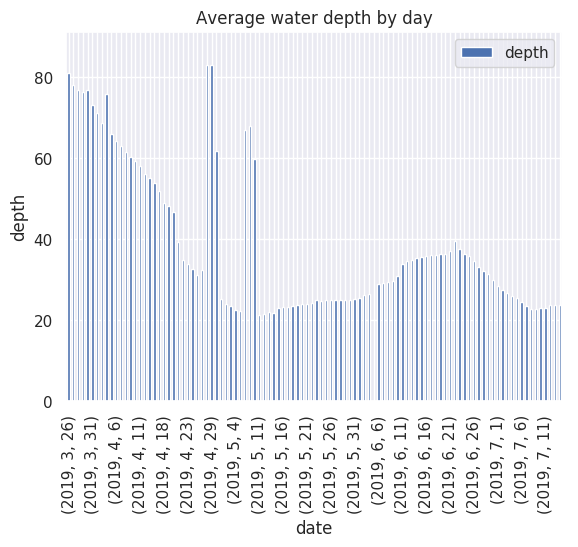 Average water depth by day
depth
80
60
40
20
0
depth
(2019, 3, 26)
(2019, 3, 31)
(2019, 4, 6)
(2019, 4, 11)
(2019, 4, 18)
(2019, 4, 23)
(2019, 4, 29)
(2019, 5, 4)
(2019, 5, 11)
(2019, 5, 16)
(2019, 5, 21)
(2019, 5, 26)
(2019, 5, 31)
(2019, 6, 6)
(2019, 6, 11)
(2019, 6, 16)
(2019, 6, 21)
(2019, 6, 26)
(2019, 7, 1)
(2019, 7, 6)
(2019, 7, 11)
date